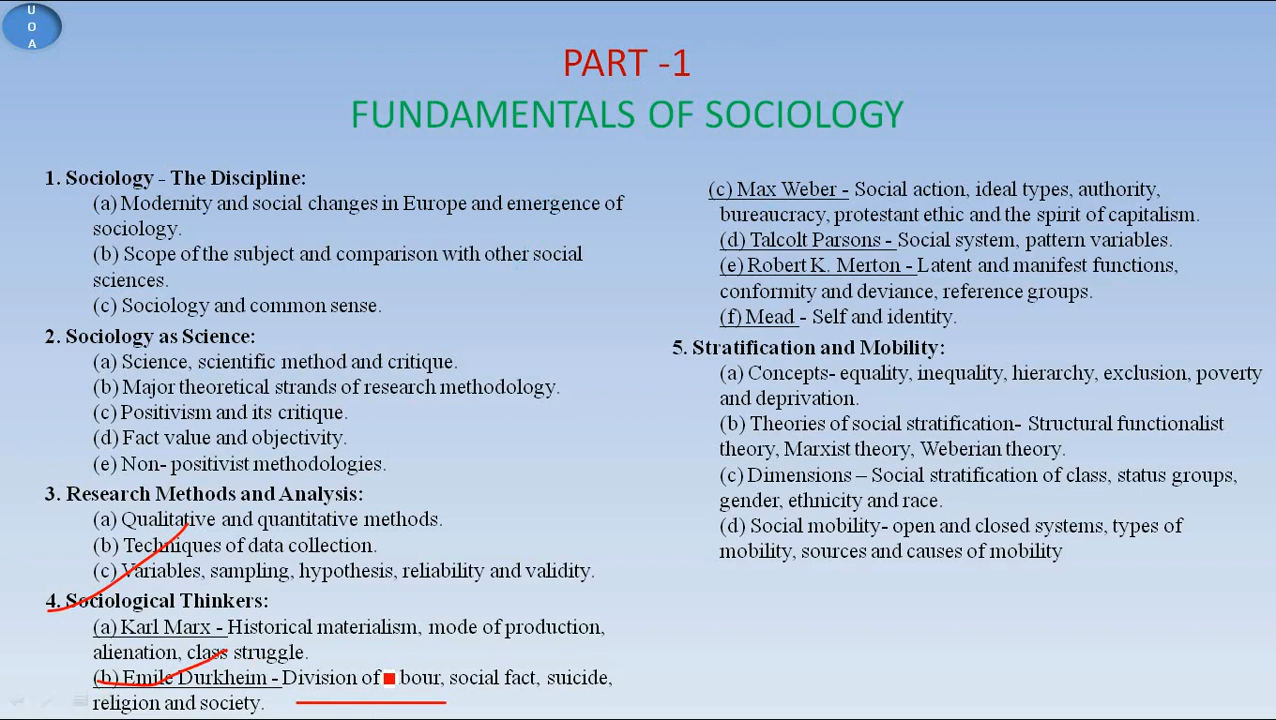 U
O
A
PART -1
FUNDAMENTALS OF SOCIOLOGY
1. Sociology - The Discipline:
(a) Modernity and social changes in Europe and emergence of
sociology.
(b) Scope of the subject and comparison with other social
sciences.
(c) Sociology and common sense.
2. Sociology as Science:
(a) Science, scientific method and critique.
(b) Major theoretical strands of research methodology.
(c) Positivism and its critique.
(d) Fact value and objectivity.
(e) Non- positivist methodologies.
3. Research Methods and Analysis:
(a) Qualitative and quantitative methods.
(b) Techniques of data collection.
(c) Variables, sampling, hypothesis, reliability and validity.
4. Sociological Thinkers:
(a) Karl Marx - Historical materialism, mode of production,
alienation, class struggle.
(b) Emile Durkheim - Division of bour, social fact, suicide,
religion and society.
(c) Max Weber - Social action, ideal types, authority,
bureaucracy, protestant ethic and the spirit of capitalism.
(d) Talcolt Parsons - Social system, pattern variables.
(e) Robert K. Merton - Latent and manifest functions,
conformity and deviance, reference groups.
(f) Mead - Self and identity.
5. Stratification and Mobility:
(a) Concepts- equality, inequality, hierarchy, exclusion, poverty
and deprivation.
(b) Theories of social stratification- Structural functionalist
theory, Marxist theory, Weberian theory.
(c) Dimensions – Social stratification of class, status groups,
gender, ethnicity and race.
(d) Social mobility- open and closed systems, types of
mobility, sources and causes of mobility